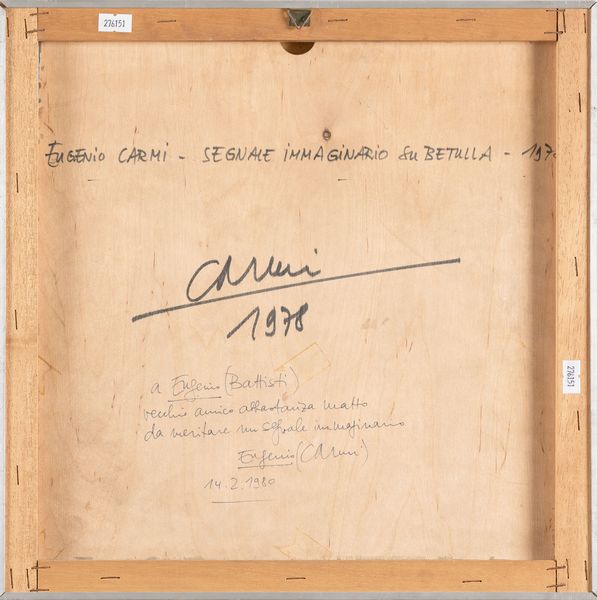 276151
EUGENIO CARMI - SEGNALE IMMAGINARIO SU BETULLA - 197
Carmi
1978
276151
a Eugenio (Battisti)
vecchio amico abbastanza matto
da meritare un segnale immaginario
Eugenio (Carmi)
14.2.1980